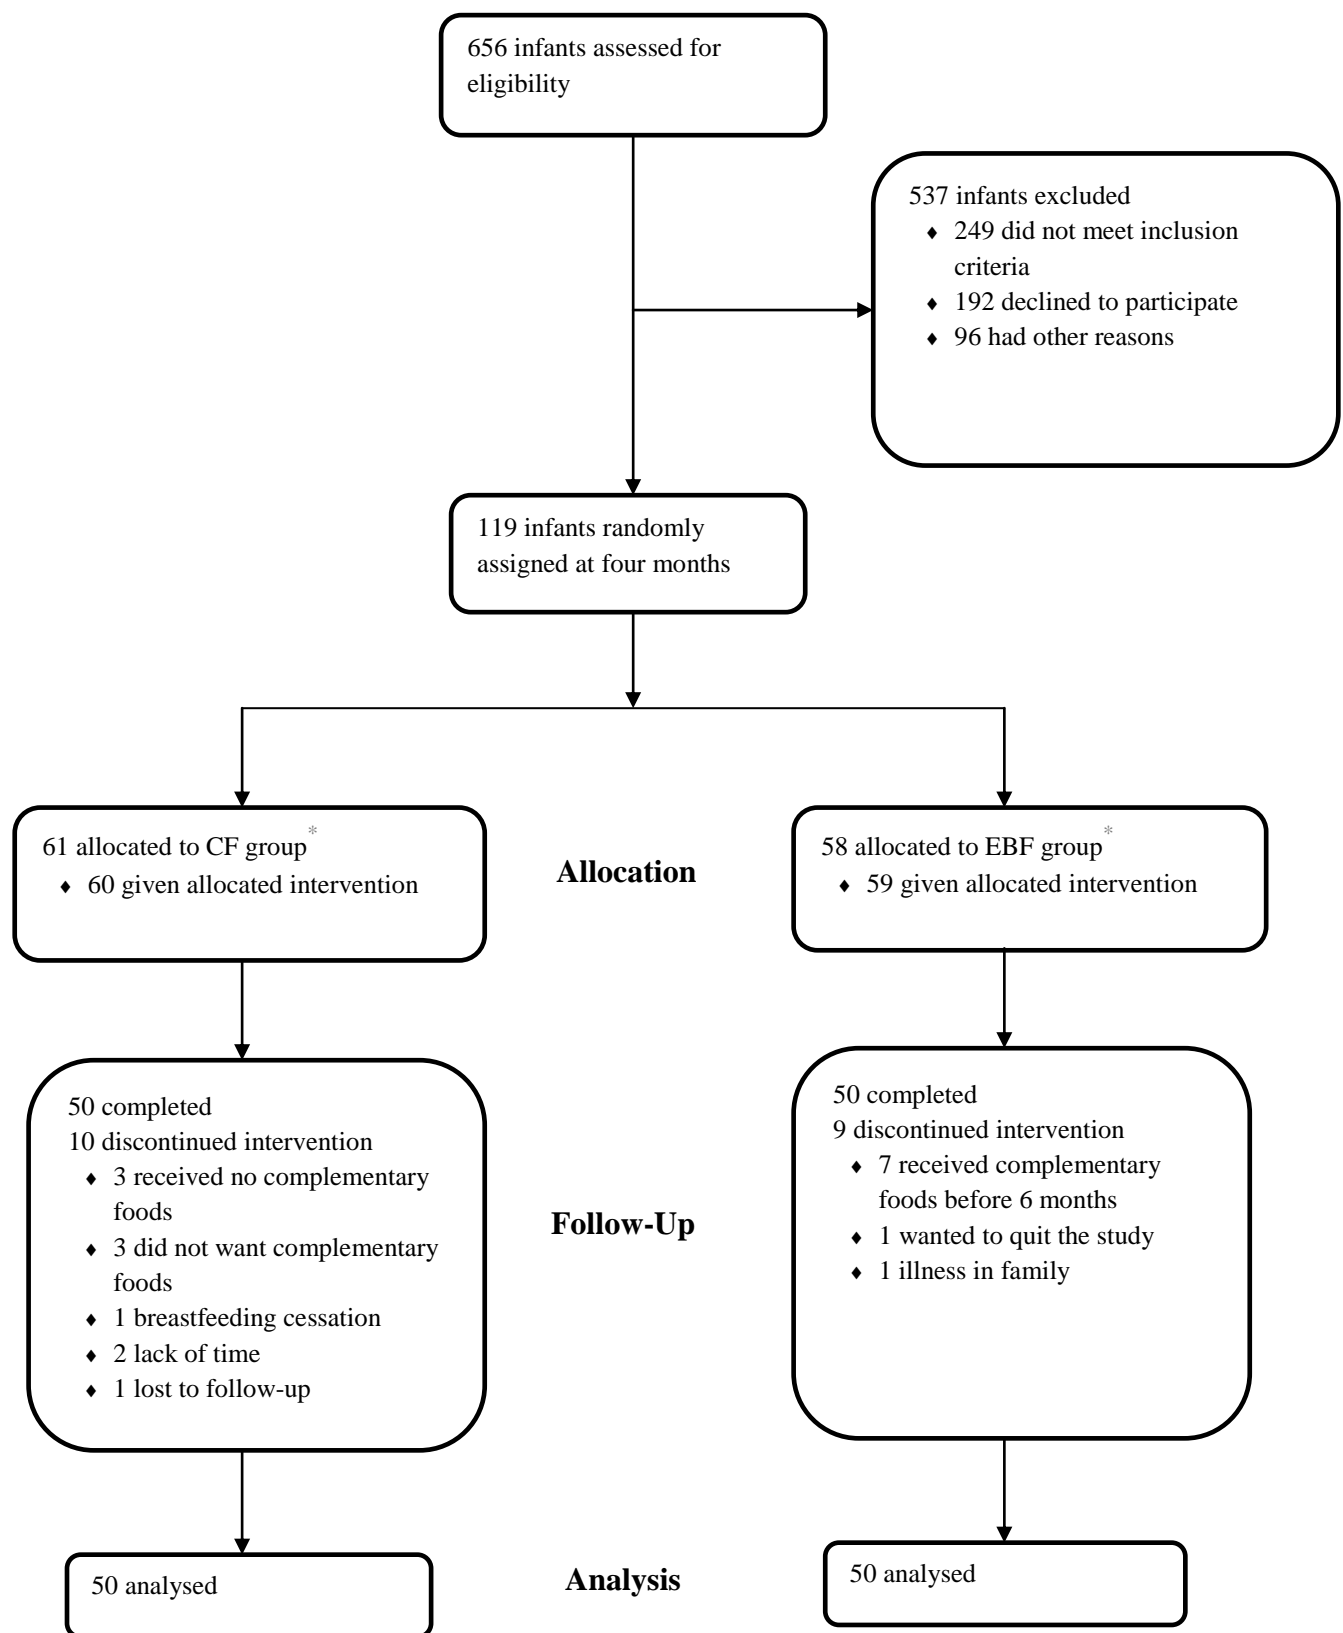 656 infants assessed for
eligibility
537 infants excluded
♦ 249 did not meet inclusion
criteria
♦ 192 declined to participate
♦ 96 had other reasons
119 infants randomly
assigned at four months
61 allocated to CF group*
♦ 60 given allocated intervention
Allocation
58 allocated to EBF group*
♦ 59 given allocated intervention
50 completed
10 discontinued intervention
♦ 3 received no complementary
foods
♦ 3 did not want complementary
foods
♦ 1 breastfeeding cessation
♦ 2 lack of time
♦ 1 lost to follow-up
Follow-Up
50 completed
9 discontinued intervention
♦ 7 received complementary
foods before 6 months
♦ 1 wanted to quit the study
♦ 1 illness in family
50 analysed
Analysis
50 analysed